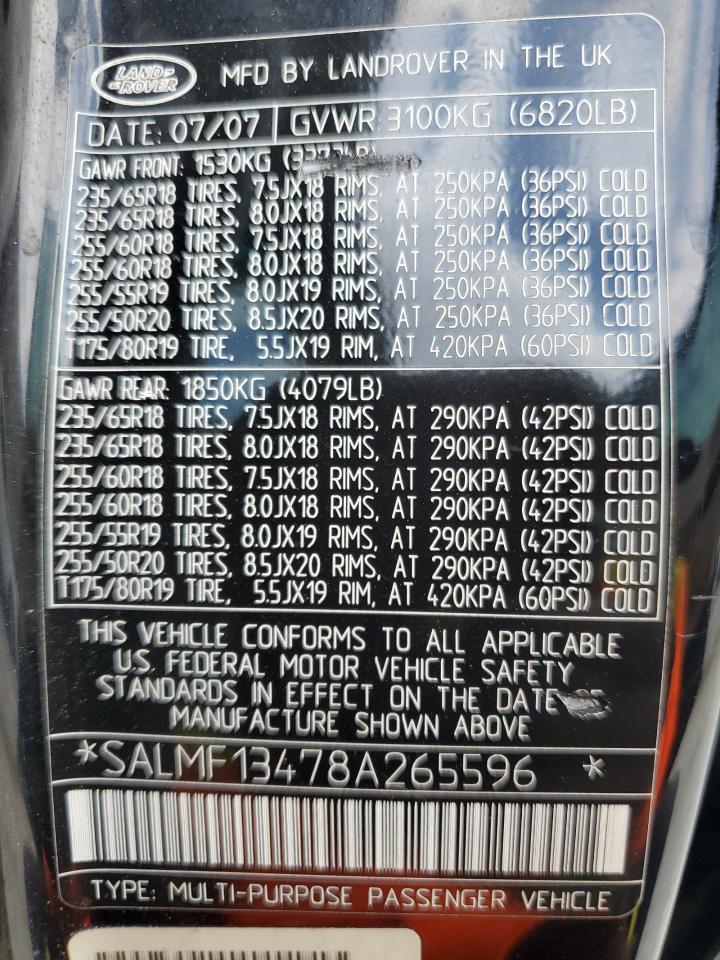 LAND-
-ROVER
MFD BY LANDROVER IN THE UK
DATE: 07/07 GVWR: 3100KG (6820LB)
GAWR FRONT: 1530KG
235/65R18 TIRES, 7.5JX18 RIMS, AT 250KPA (36PSI) COLD
235/65R18 TIRES, 8.0JX18 RIMS, AT 250KPA (36PSI) COLD
255/60R18 TIRES, 7.5JX18 RIMS, AT 250KPA (36PSI) COLD
255/60R18 TIRES, 8.0JX18 RIMS, AT 250KPA (36PSI) COLD
255/55R19 TIRES, 8.0JX19 RIMS, AT 250KPA (36PSI) COLD
255/50R20 TIRES, 8.5JX20 RIMS, AT 250KPA (36PSI) COLD
T175/80R19 TIRE, 5.5JX19 RIM, AT 420KPA (60PSI) COLD
GAWR REAR: 1850KG (4079LB)
235/65R18 TIRES, 7.5JX18 RIMS, AT 290KPA (42PSI) COLD
235/65R18 TIRES, 8.0JX18 RIMS, AT 290KPA (42PSI) COLD
255/60R18 TIRES, 7.5JX18 RIMS, AT 290KPA (42PSI) COLD
255/60R18 TIRES, 8.0JX18 RIMS, AT 290KPA (42PSI) COLD
255/55R19 TIRES, 8.0JX19 RIMS, AT 290KPA (42PSI) COLD
255/50R20 TIRES, 8.5JX20 RIMS, AT 290KPA (42PSI) COLD
T175/80R19 TIRE, 5.5JX19 RIM, AT 420KPA (60PSI) COLD
THIS VEHICLE CONFORMS TO ALL APPLICABLE
U.S. FEDERAL MOTOR VEHICLE SAFETY
STANDARDS IN EFFECT ON THE DATE OF
MANUFACTURE SHOWN ABOVE
*SALMF13478A265596 *
TYPE: MULTI-PURPOSE PASSENGER VEHICLE